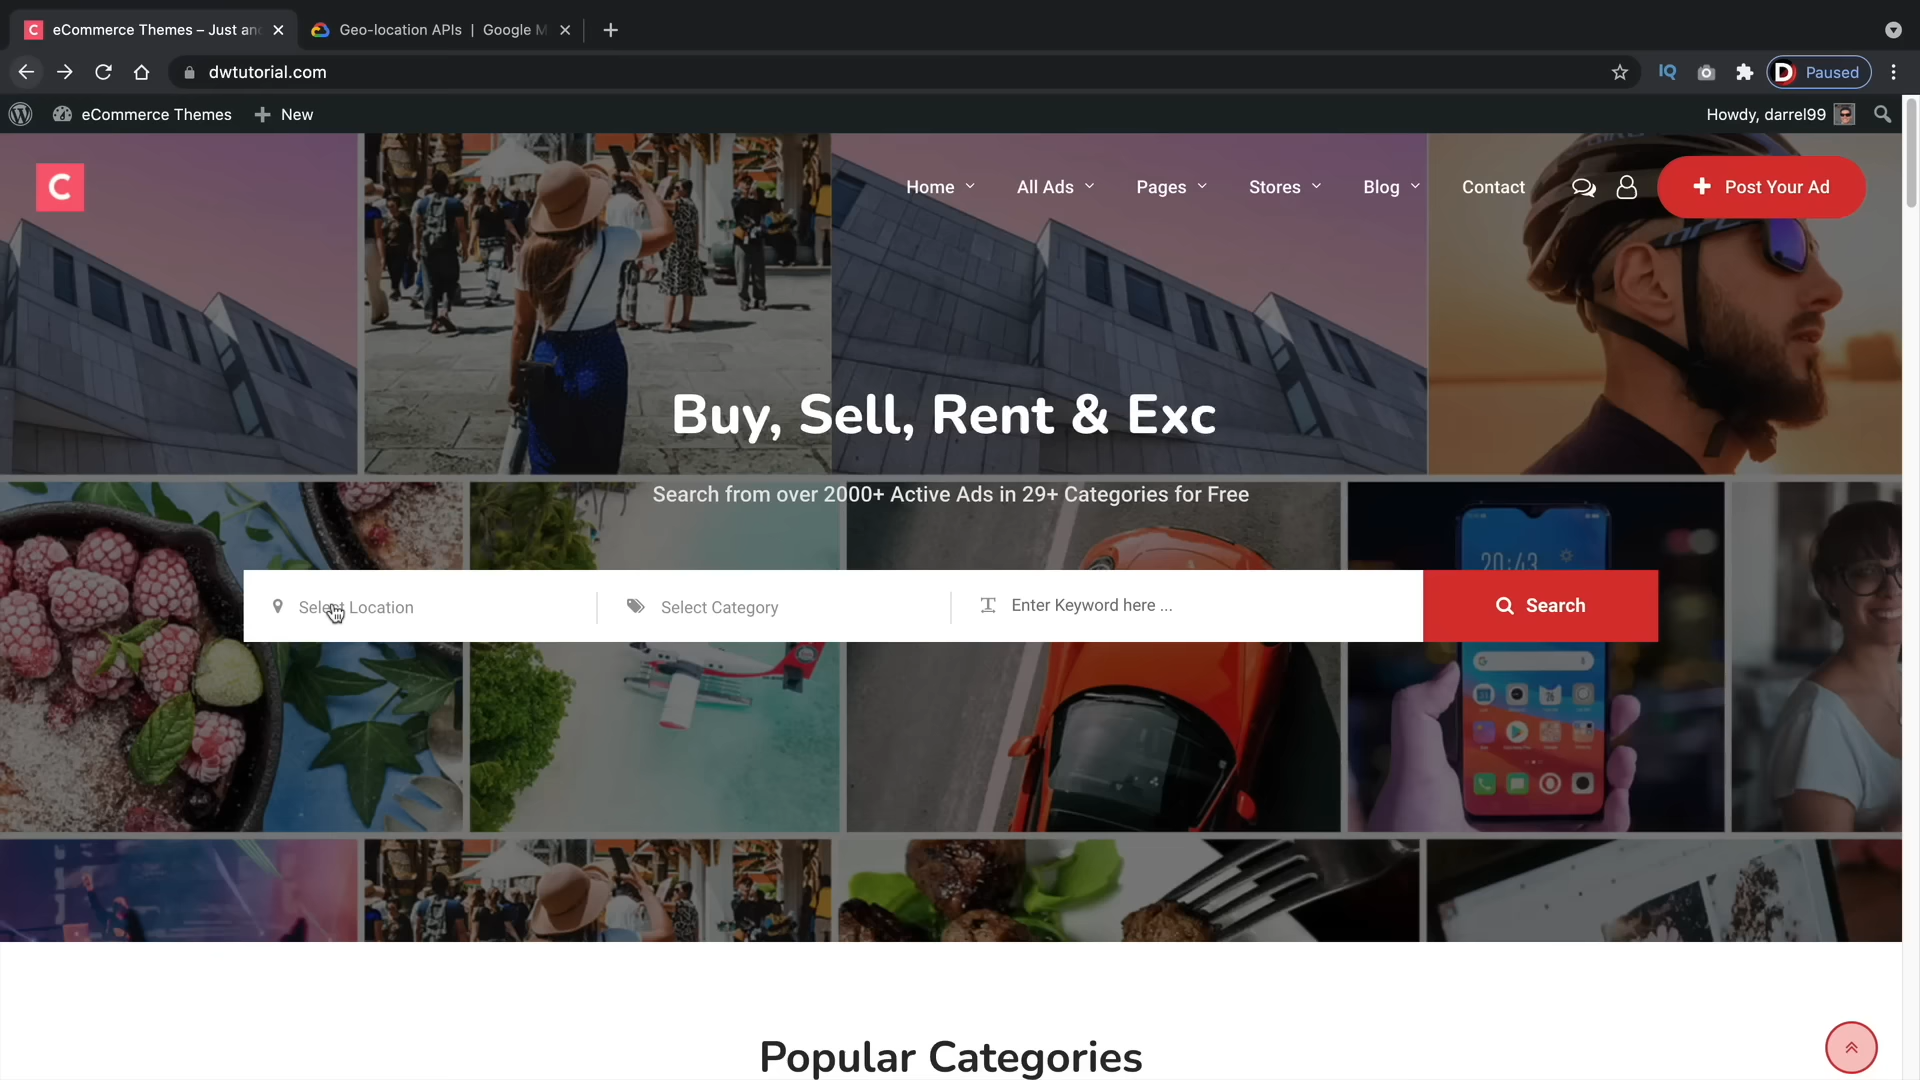 eCommerce Themes – Just an
Geo-location APIs | Google M
dwtutorial.com
IQ
D
Paused
eCommerce Themes
New
Howdy, darrel99
C
Home
All Ads
Pages
Stores
Blog
Contact
Post Your Ad
Buy, Sell, Rent & Exc
Search from over 2000+ Active Ads in 29+ Categories for Free
20:43
Select Location
Select Category
Enter Keyword here ...
Search
Popular Categories